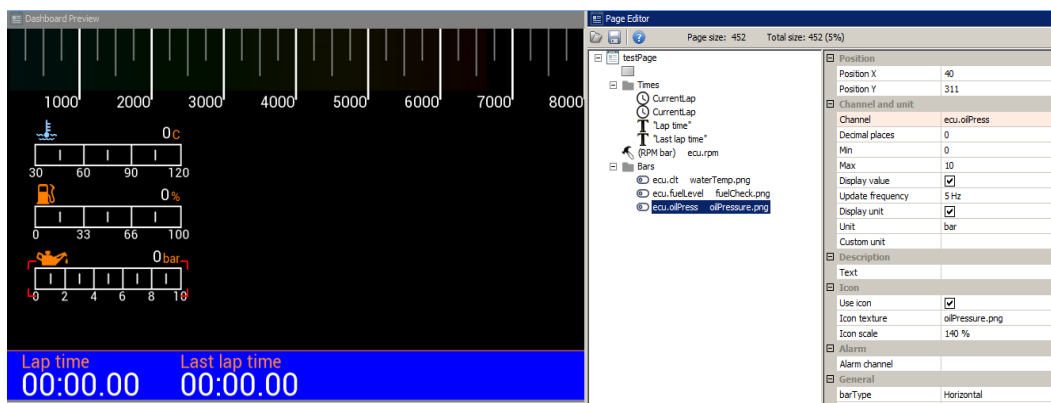 Dashboard Preview
1000 2000 3000 4000 5000 6000 7000 8000
0 C
30 60 90 120
0 %
0 33 66 100
0 bar
0 2 4 6 8 10
Lap time Last lap time
00:00.00 00:00.00
Page Editor
Page size: 452 Total size: 452 (5%)
testPage
Times
CurrentLap
CurrentLap
"Lap time"
"Last lap time"
(RPM bar) ecu.rpm
Bars
ecu.clt waterTemp.png
ecu.fuelLevel fuelCheck.png
ecu.oilPress oilPressure.png
Position
Position X 40
Position Y 311
Channel and unit
Channel ecu.oilPress
Decimal places 0
Min 0
Max 10
Display value
Update frequency 5 Hz
Display unit
Unit bar
Custom unit
Description
Text
Icon
Use icon
Icon texture oilPressure.png
Icon scale 140 %
Alarm
Alarm channel
General
barType Horizontal